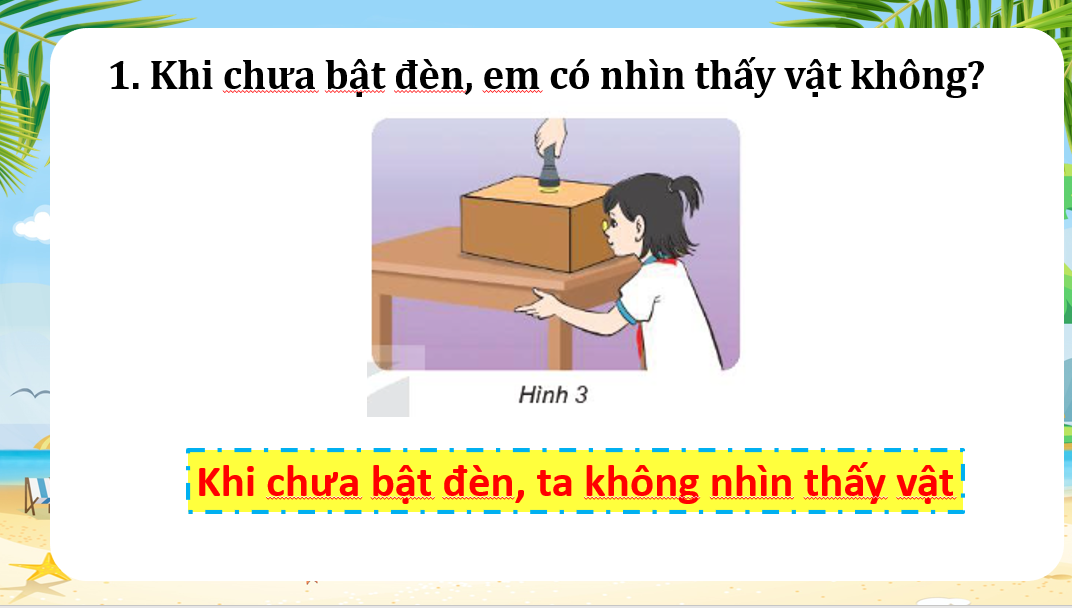 1. Khi chưa bật đèn, em có nhìn thấy vật không?
Hình 3
Khi chưa bật đèn, ta không nhìn thấy vật